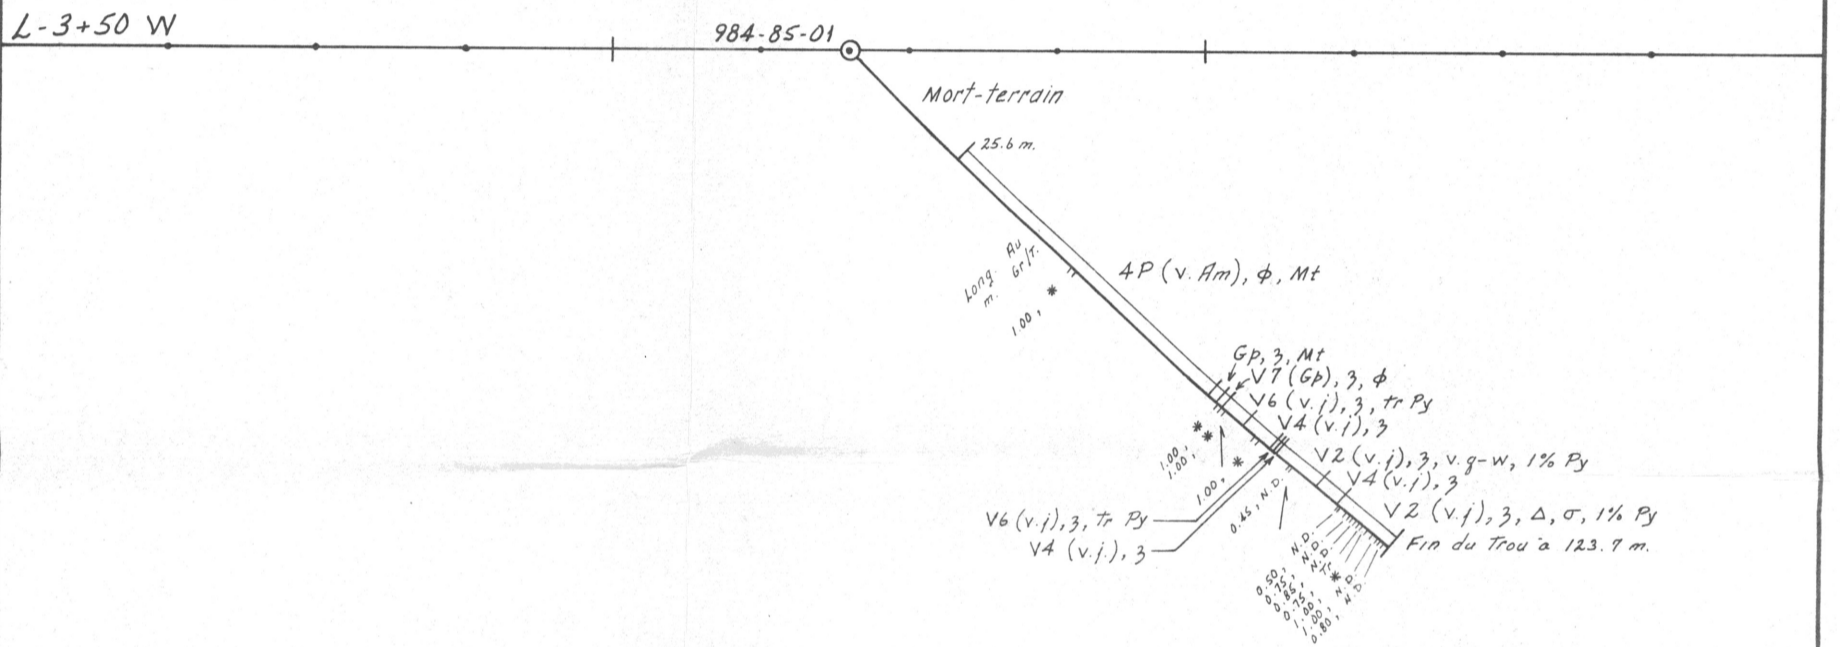 L-3+50 W
984-85-01
Mort-terrain
25.6 m.
Long. m.
Au Gr/T.
1.00, *
4P (v. Am), φ, Mt
Gp, 3, Mt
V7 (Gp), 3, φ
V6 (v.j), 3, tr Py
V4 (v.j), 3
V2 (v.j), 3, v.q-w, 1% Py
V4 (v.j), 3
V2 (v.j), 3, Δ, σ, 1% Py
Fin du Trou à 123.7 m.
1.00, *
1.00, *
1.00, *
0.45, N.D.
V6 (v.j), 3, Tr Py
V4 (v.j.), 3
0.50, N.D.
0.75, N.D.
0.85, N.D.
0.75, Tr
1.00, *
1.00, N.D.
0.80, N.D.